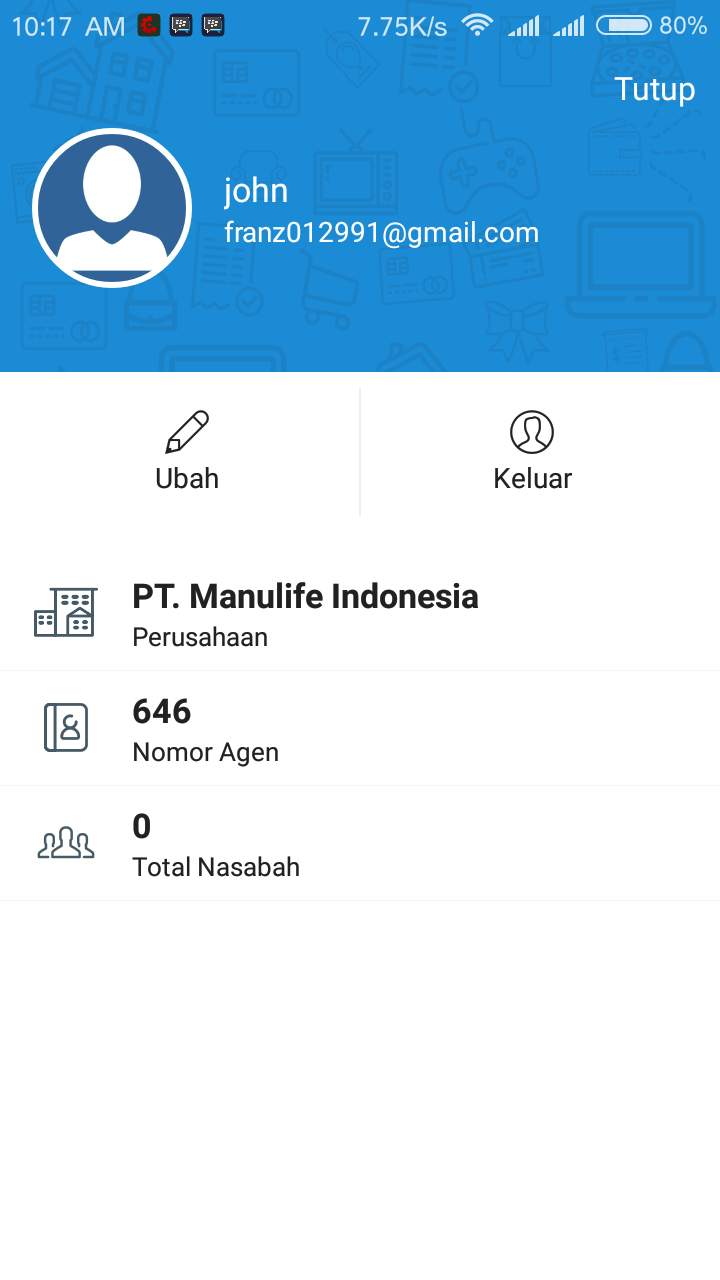 10:17 AM 7.75K/s 80%
Tutup
john
franz012991@gmail.com
Ubah
Keluar
PT. Manulife Indonesia
Perusahaan
646
Nomor Agen
0
Total Nasabah